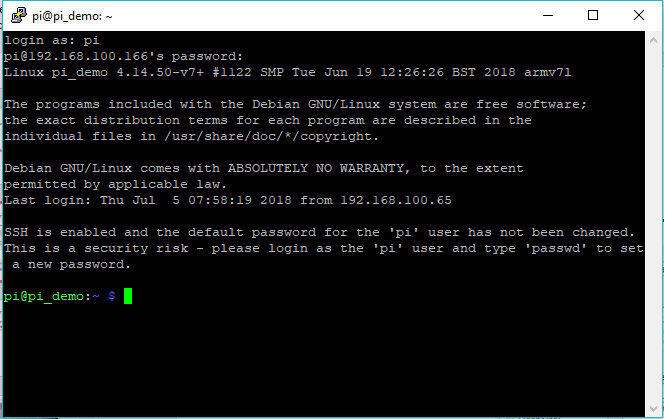 pi@pi_demo: ~
login as: pi
pi@192.168.100.166's password:
Linux pi_demo 4.14.50-v7+ #1122 SMP Tue Jun 19 12:26:26 BST 2018 armv7l
The programs included with the Debian GNU/Linux system are free software;
the exact distribution terms for each program are described in the
individual files in /usr/share/doc/*/copyright.
Debian GNU/Linux comes with ABSOLUTELY NO WARRANTY, to the extent
permitted by applicable law.
Last login: Thu Jul  5 07:58:19 2018 from 192.168.100.65
SSH is enabled and the default password for the 'pi' user has not been changed.
This is a security risk - please login as the 'pi' user and type 'passwd' to set
 a new password.
pi@pi_demo:~ $